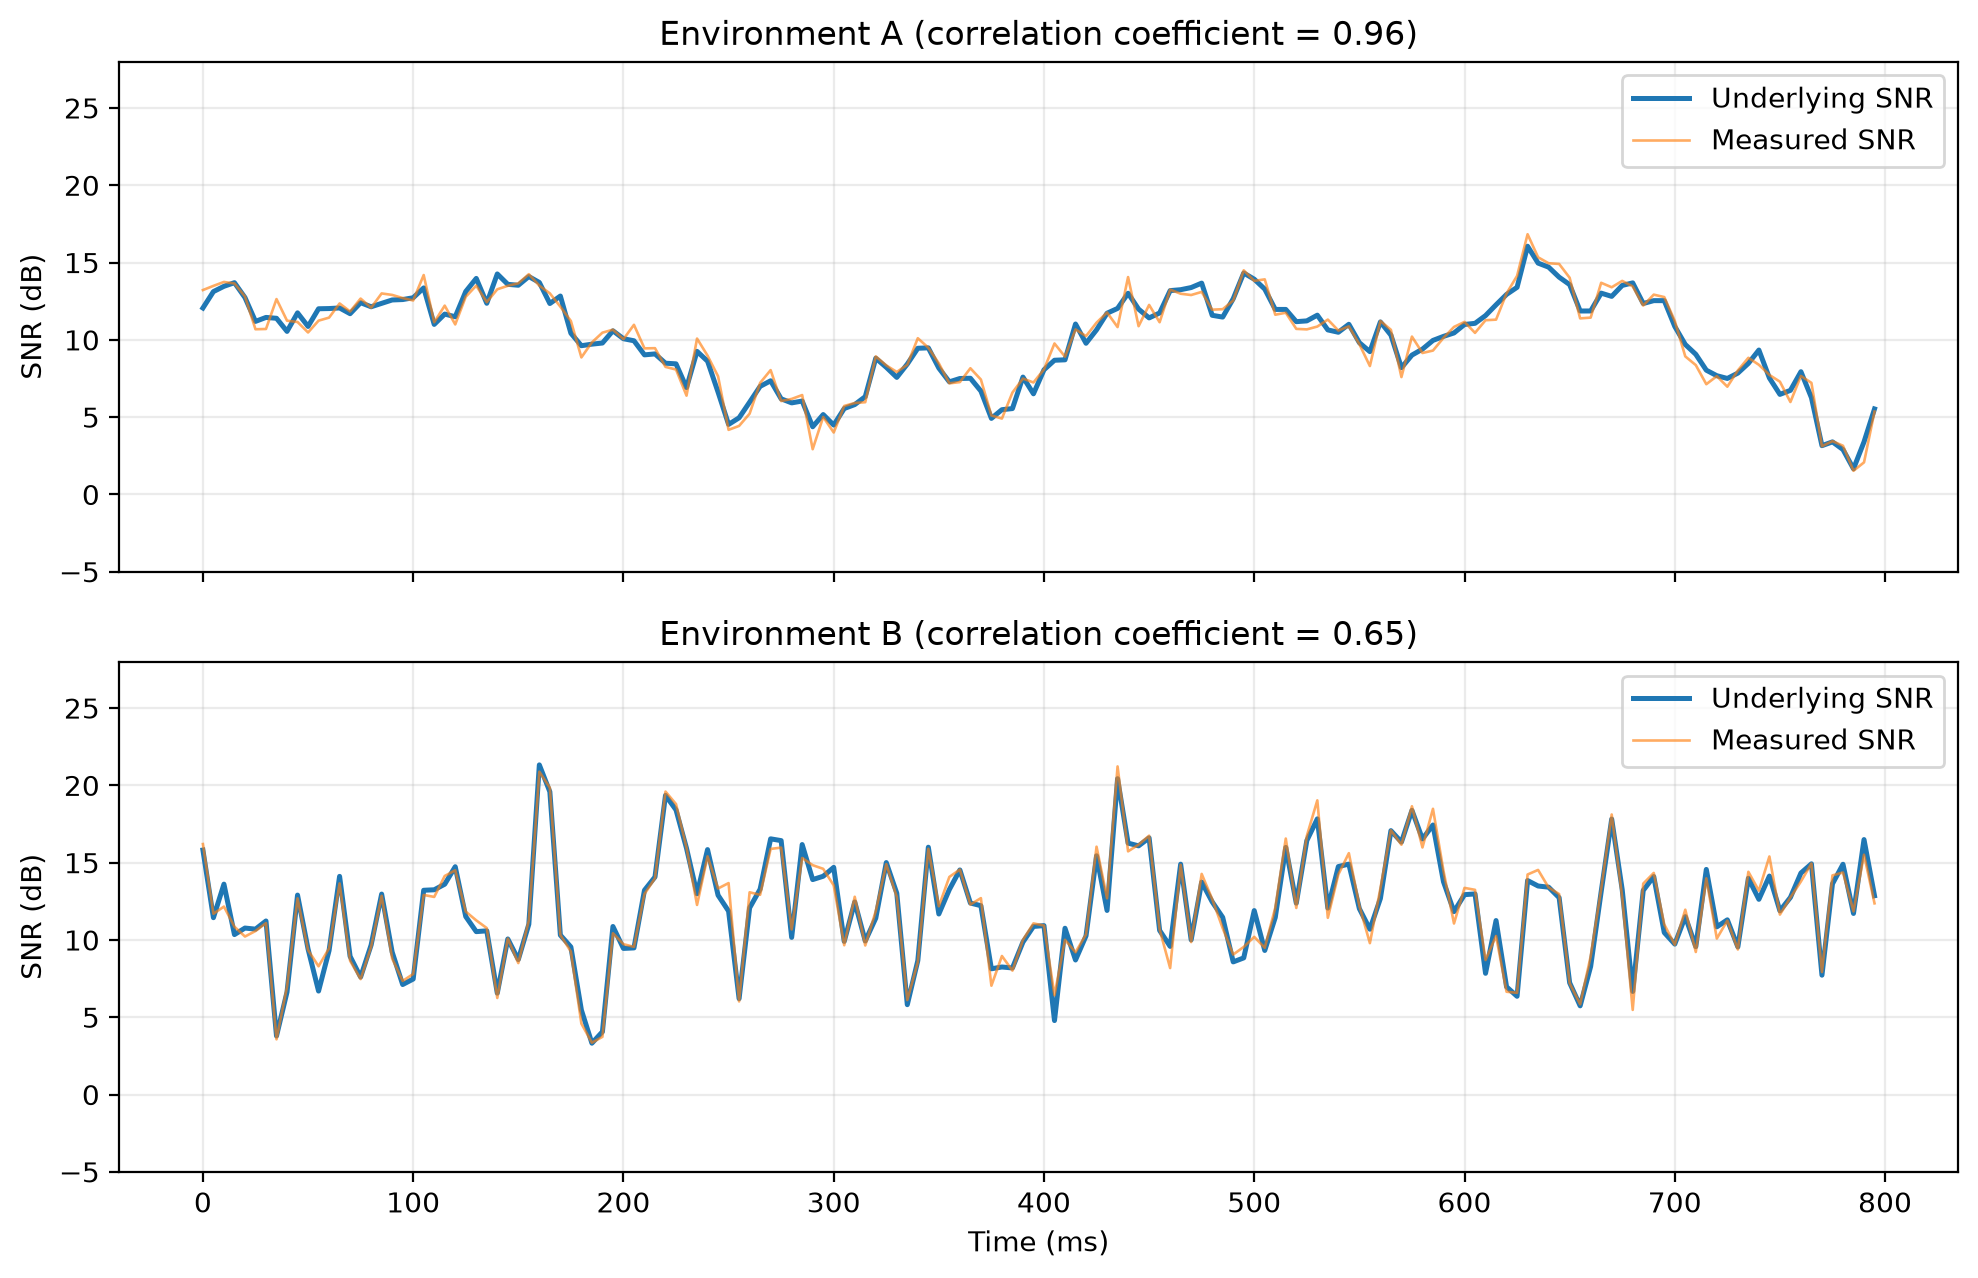 Environment A (correlation coefficient = 0.96)
Underlying SNR
Measured SNR
SNR (dB)
25
20
15
10
5
0
−5
Environment B (correlation coefficient = 0.65)
Underlying SNR
Measured SNR
SNR (dB)
25
20
15
10
5
0
−5
0 100 200 300 400 500 600 700 800
Time (ms)